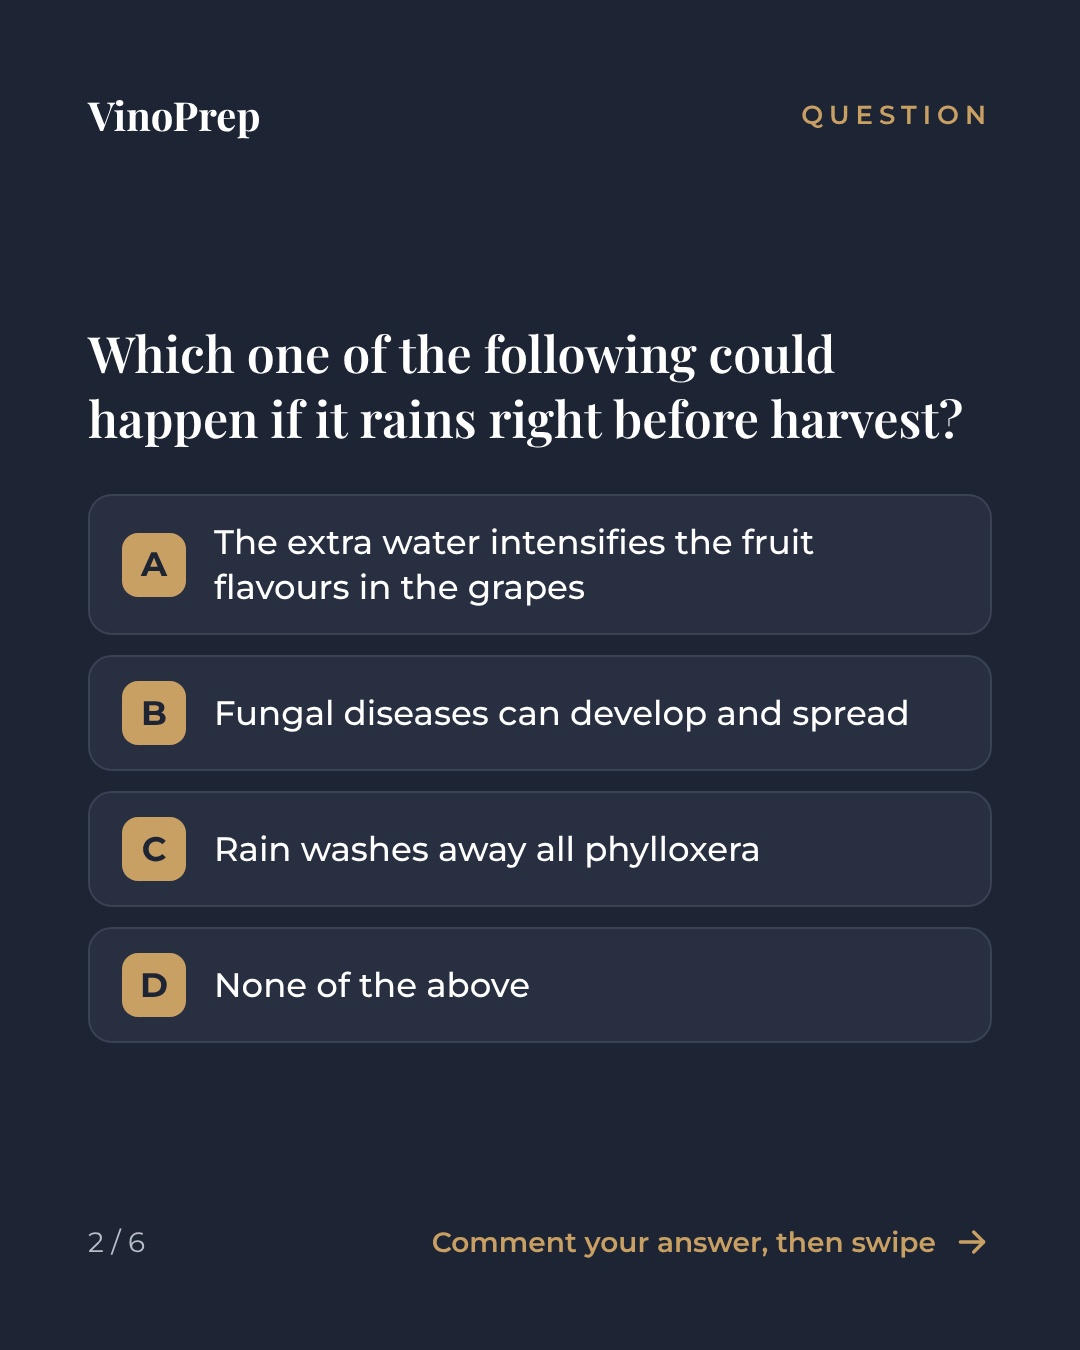 VinoPrep
QUESTION
Which one of the following could
happen if it rains right before harvest?
A
The extra water intensifies the fruit
flavours in the grapes
B
Fungal diseases can develop and spread
C
Rain washes away all phylloxera
D
None of the above
2 / 6
Comment your answer, then swipe →